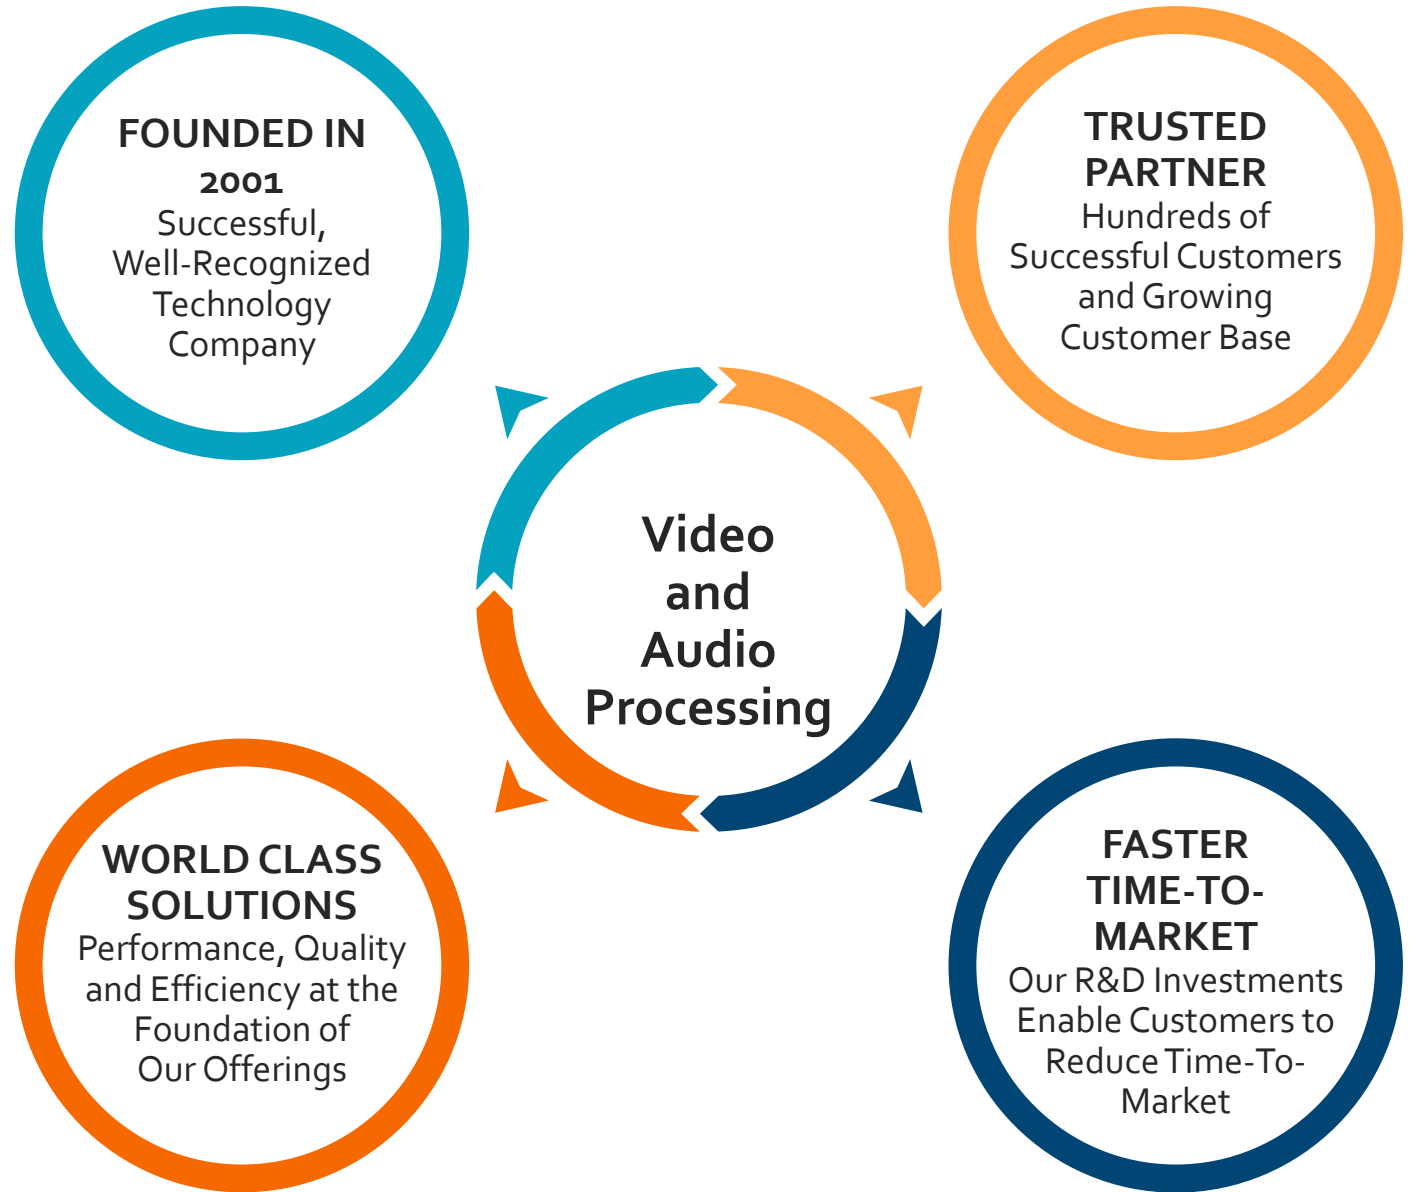 FOUNDED IN
2001
Successful,
Well-Recognized
Technology
Company
TRUSTED
PARTNER
Hundreds of
Successful Customers
and Growing
Customer Base
Video
and
Audio
Processing
WORLD CLASS
SOLUTIONS
Performance, Quality
and Efficiency at the
Foundation of
Our Offerings
FASTER
TIME-TO-
MARKET
Our R&D Investments
Enable Customers to
Reduce Time-To-
Market